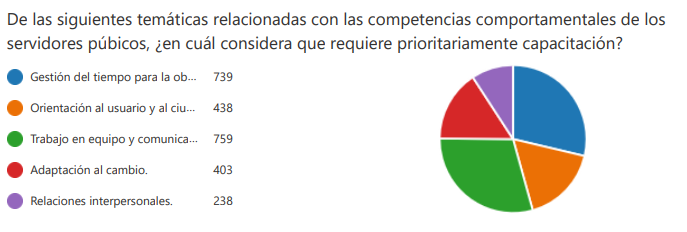 De las siguientes temáticas relacionadas con las competencias comportamentales de los
servidores púbicos, ¿en cuál considera que requiere prioritariamente capacitación?
Gestión del tiempo para la ob... 739
Orientación al usuario y al ciu... 438
Trabajo en equipo y comunica... 759
Adaptación al cambio. 403
Relaciones interpersonales. 238